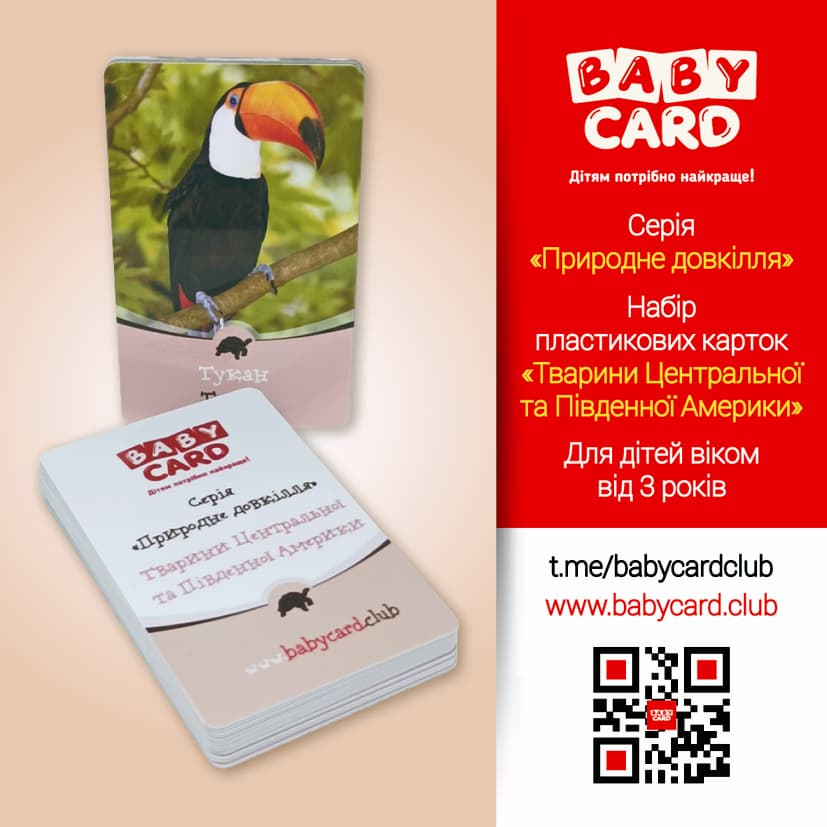 Тукан
BABY
CARD
Дітям потрібно найкраще!
Серія
«Природне довкілля»
Тварини Центральної
та Південної Америки
www.babycard.club
BABY
CARD
Дітям потрібно найкраще!
Серія
«Природне довкілля»
Набір
пластикових карток
«Тварини Центральної
та Південної Америки»
Для дітей віком
від 3 років
t.me/babycardclub
www.babycard.club
BABY
CARD